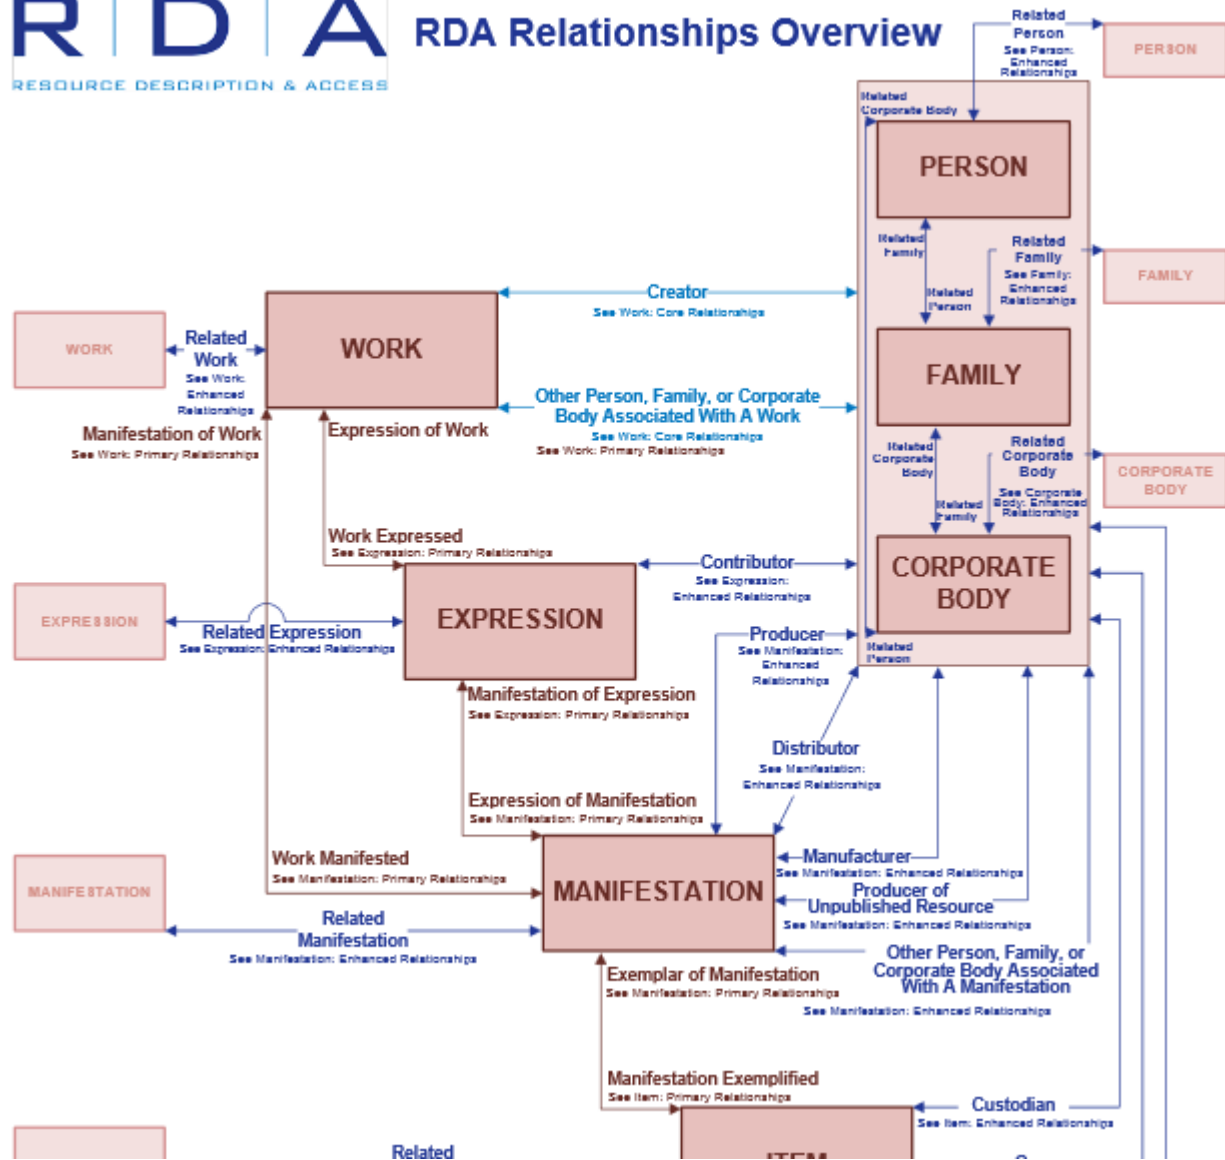 R D A
RESOURCE DESCRIPTION & ACCESS
RDA Relationships Overview
Related
Person
See Person:
Enhanced
Relationships
PERSON
Related
Corporate Body
PERSON
Related
Family
Related
Person
Related
Family
See Family:
Enhanced
Relationships
FAMILY
Creator
See Work: Core Relationships
WORK
Related
Work
See Work:
Enhanced
Relationships
WORK
FAMILY
Other Person, Family, or Corporate
Body Associated With A Work
See Work: Core Relationships
See Work: Primary Relationships
Manifestation of Work
See Work: Primary Relationships
Expression of Work
Related
Corporate
Body
Related
Family
Related
Corporate
Body
See Corporate
Body: Enhanced
Relationships
CORPORATE
BODY
Work Expressed
See Expression: Primary Relationships
Contributor
See Expression:
Enhanced Relationships
CORPORATE
BODY
EXPRESSION
Related Expression
See Expression: Enhanced Relationships
EXPRESSION
Producer
See Manifestation:
Enhanced
Relationships
Related
Person
Manifestation of Expression
See Expression: Primary Relationships
Distributor
See Manifestation:
Enhanced Relationships
Expression of Manifestation
See Manifestation: Primary Relationships
Work Manifested
See Manifestation: Primary Relationships
MANIFESTATION
MANIFESTATION
Manufacturer
See Manifestation: Enhanced Relationships
Producer of
Unpublished Resource
See Manifestation: Enhanced Relationships
Related
Manifestation
See Manifestation: Enhanced Relationships
Other Person, Family, or
Corporate Body Associated
With A Manifestation
See Manifestation: Enhanced Relationships
Exemplar of Manifestation
See Manifestation: Primary Relationships
Manifestation Exemplified
See Item: Primary Relationships
Custodian
See Item: Enhanced Relationships
Related
ITEM